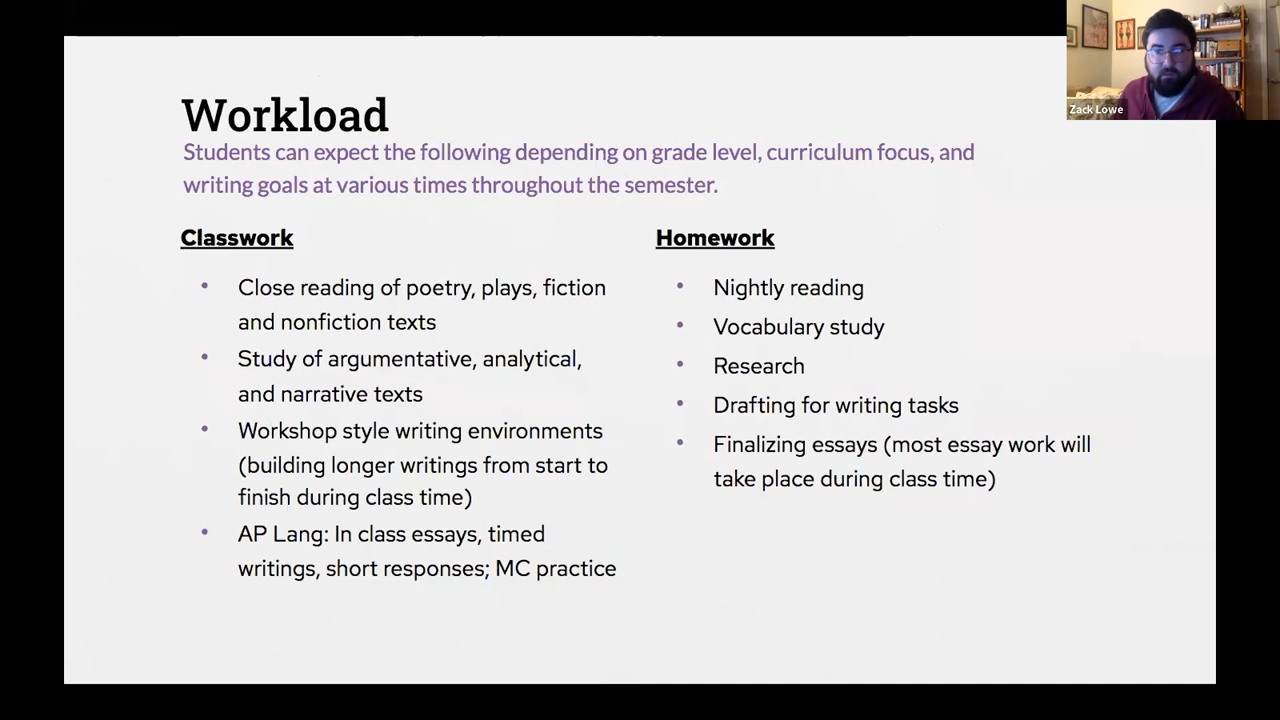 Workload
Students can expect the following depending on grade level, curriculum focus, and
writing goals at various times throughout the semester.
Classwork
• Close reading of poetry, plays, fiction
and nonfiction texts
• Study of argumentative, analytical,
and narrative texts
• Workshop style writing environments
(building longer writings from start to
finish during class time)
• AP Lang: In class essays, timed
writings, short responses; MC practice
Homework
• Nightly reading
• Vocabulary study
• Research
• Drafting for writing tasks
• Finalizing essays (most essay work will
take place during class time)
Zack Lowe